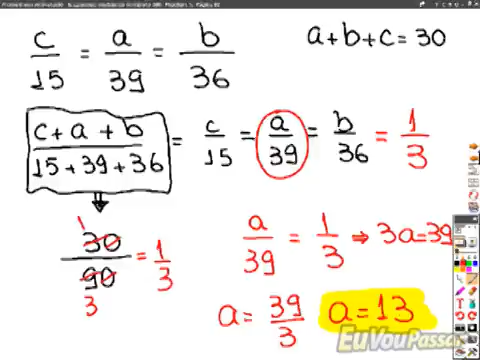 c/15 = a/39 = b/36
a+b+c=30
c+a+b/15+39+36 = c/15 = a/39 = b/36 = 1/3
1
30/90 = 1/3
3
a/39 = 1/3 ⇒ 3a=39
a = 39/3 a=13
EuVouPassar